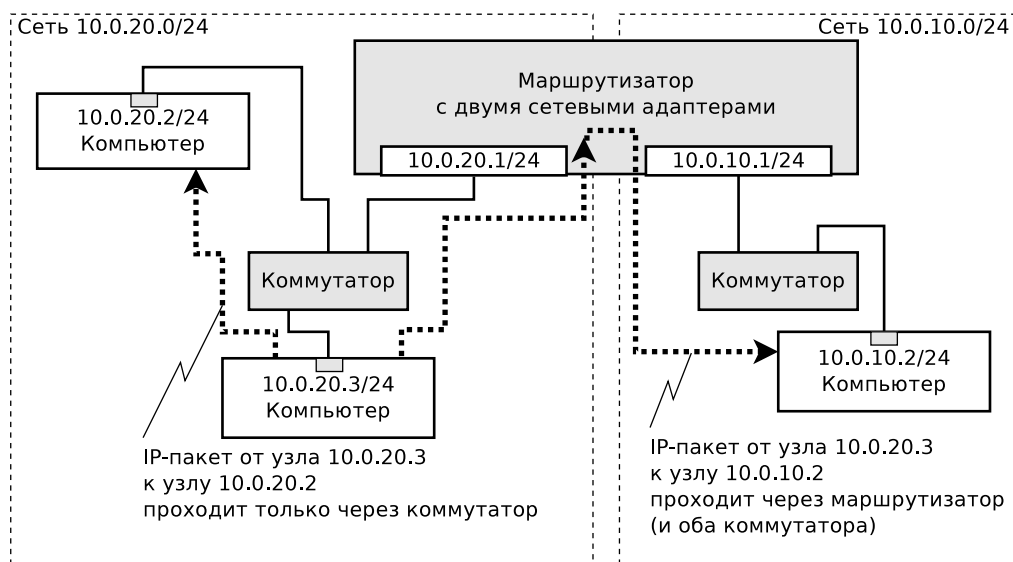 Сеть 10.0.20.0/24
Сеть 10.0.10.0/24
Маршрутизатор
с двумя сетевыми адаптерами
10.0.20.2/24
Компьютер
10.0.20.1/24
10.0.10.1/24
Коммутатор
Коммутатор
10.0.20.3/24
Компьютер
10.0.10.2/24
Компьютер
IP-пакет от узла 10.0.20.3
к узлу 10.0.20.2
проходит только через коммутатор
IP-пакет от узла 10.0.20.3
к узлу 10.0.10.2
проходит через маршрутизатор
(и оба коммутатора)